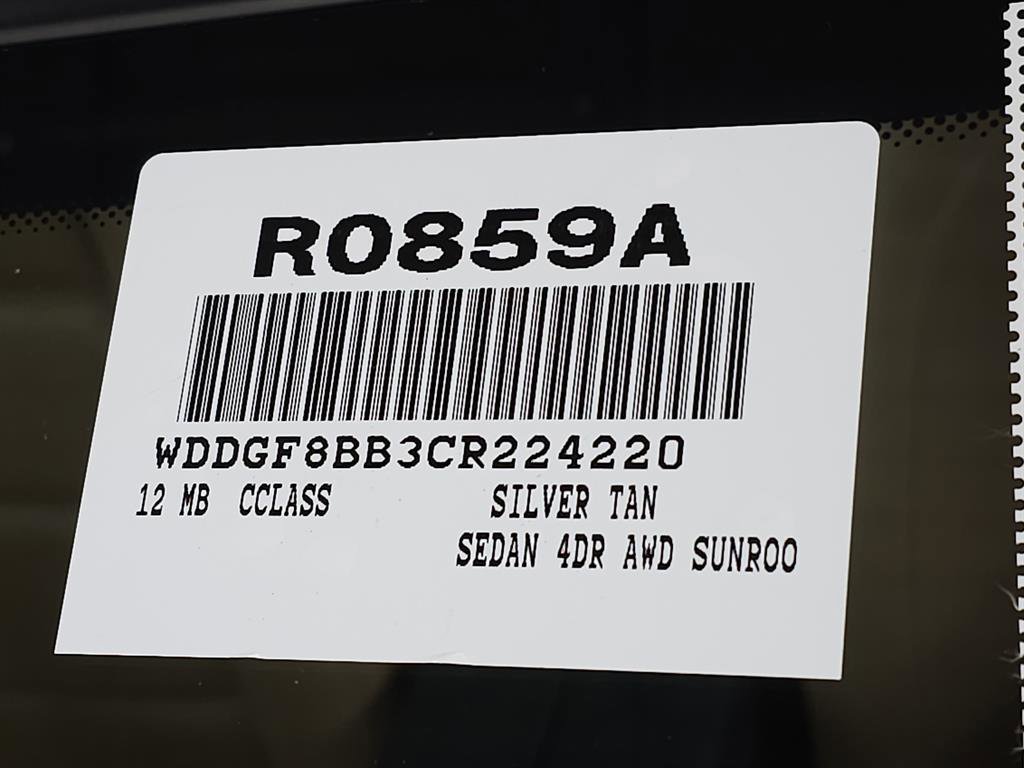 R0859A
WDDGF8BB3CR224220
12 MB CCLASS SILVER TAN
SEDAN 4DR AWD SUNROO